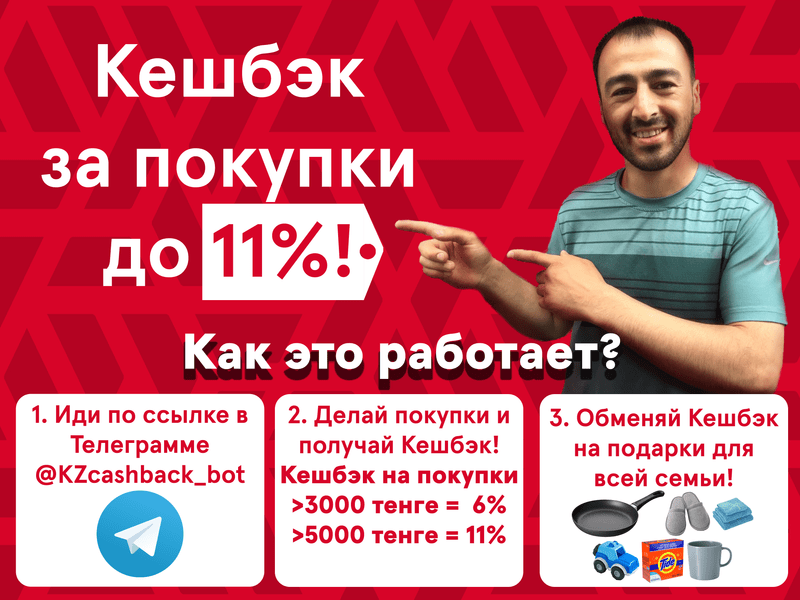 Кешбэк
за покупки
до 11%!
Как это работает?
1. Иди по ссылке в
Телеграмме
@KZcashback_bot
2. Делай покупки и
получай Кешбэк!
Кешбэк на покупки
>3000 тенге = 6%
>5000 тенге = 11%
3. Обменяй Кешбэк
на подарки для
всей семьи!
Tide